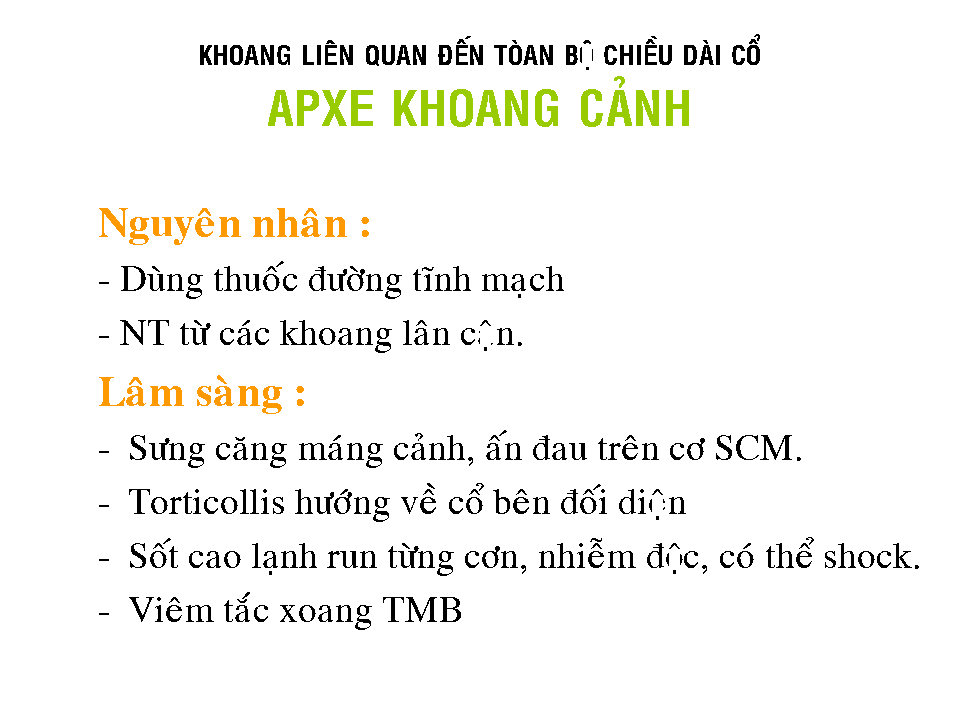 KHOANG LIÊN QUAN ĐẾN TÒAN BỘ CHIỀU DÀI CỔ
APXE KHOANG CẢNH
Nguyên nhân :
- Dùng thuốc đường tĩnh mạch
- NT từ các khoang lân cận.
Lâm sàng :
- Sưng căng máng cảnh, ấn đau trên cơ SCM.
- Torticollis hướng về cổ bên đối diện
- Sốt cao lạnh run từng cơn, nhiễm độc, có thể shock.
- Viêm tắc xoang TMB